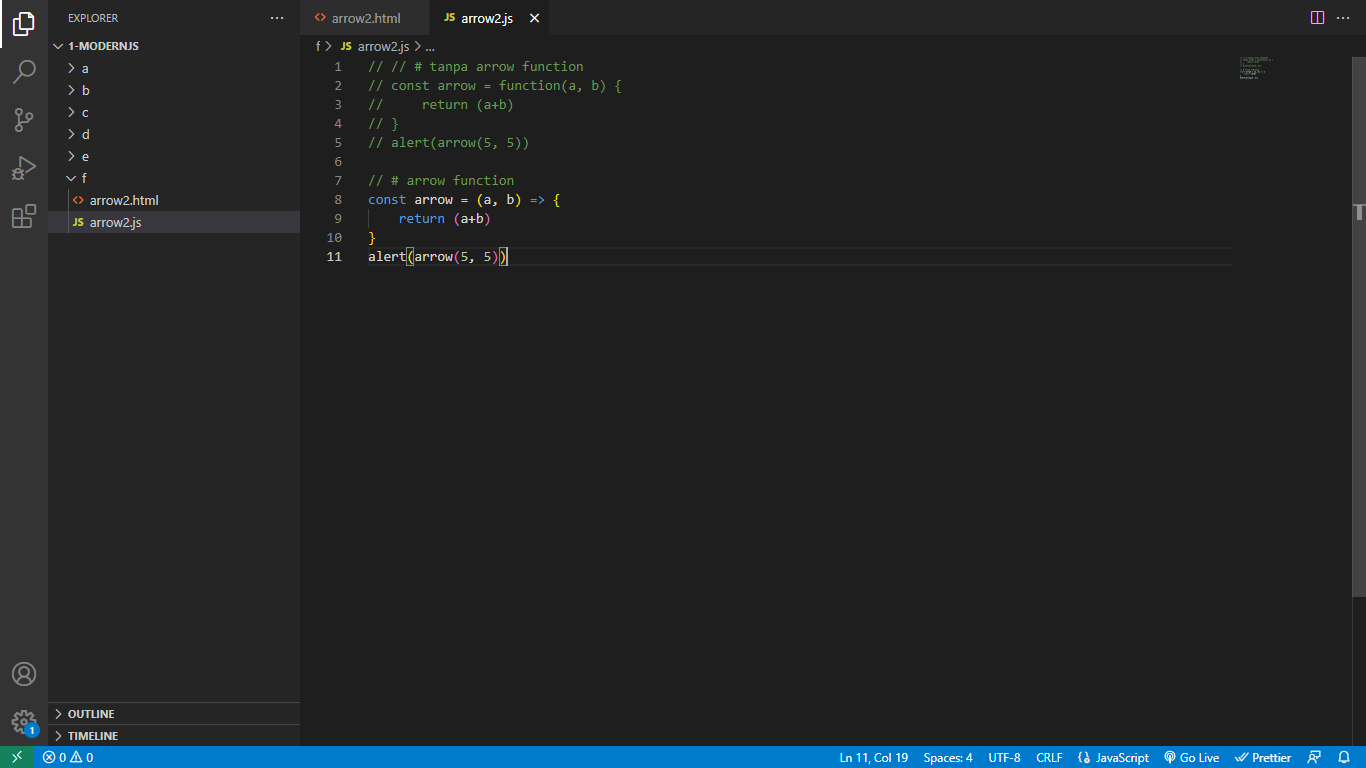 EXPLORER
1-MODERNJS
a
b
c
d
e
f
arrow2.html
JS arrow2.js
OUTLINE
TIMELINE
arrow2.html
JS arrow2.js
f > JS arrow2.js > ...
1 // // # tanpa arrow function
2 // const arrow = function(a, b) {
3 //     return (a+b)
4 // }
5 // alert(arrow(5, 5))
6
7 // # arrow function
8 const arrow = (a, b) => {
9     return (a+b)
10 }
11 alert(arrow(5, 5))
1
0 0 Ln 11, Col 19 Spaces: 4 UTF-8 CRLF JavaScript Go Live Prettier